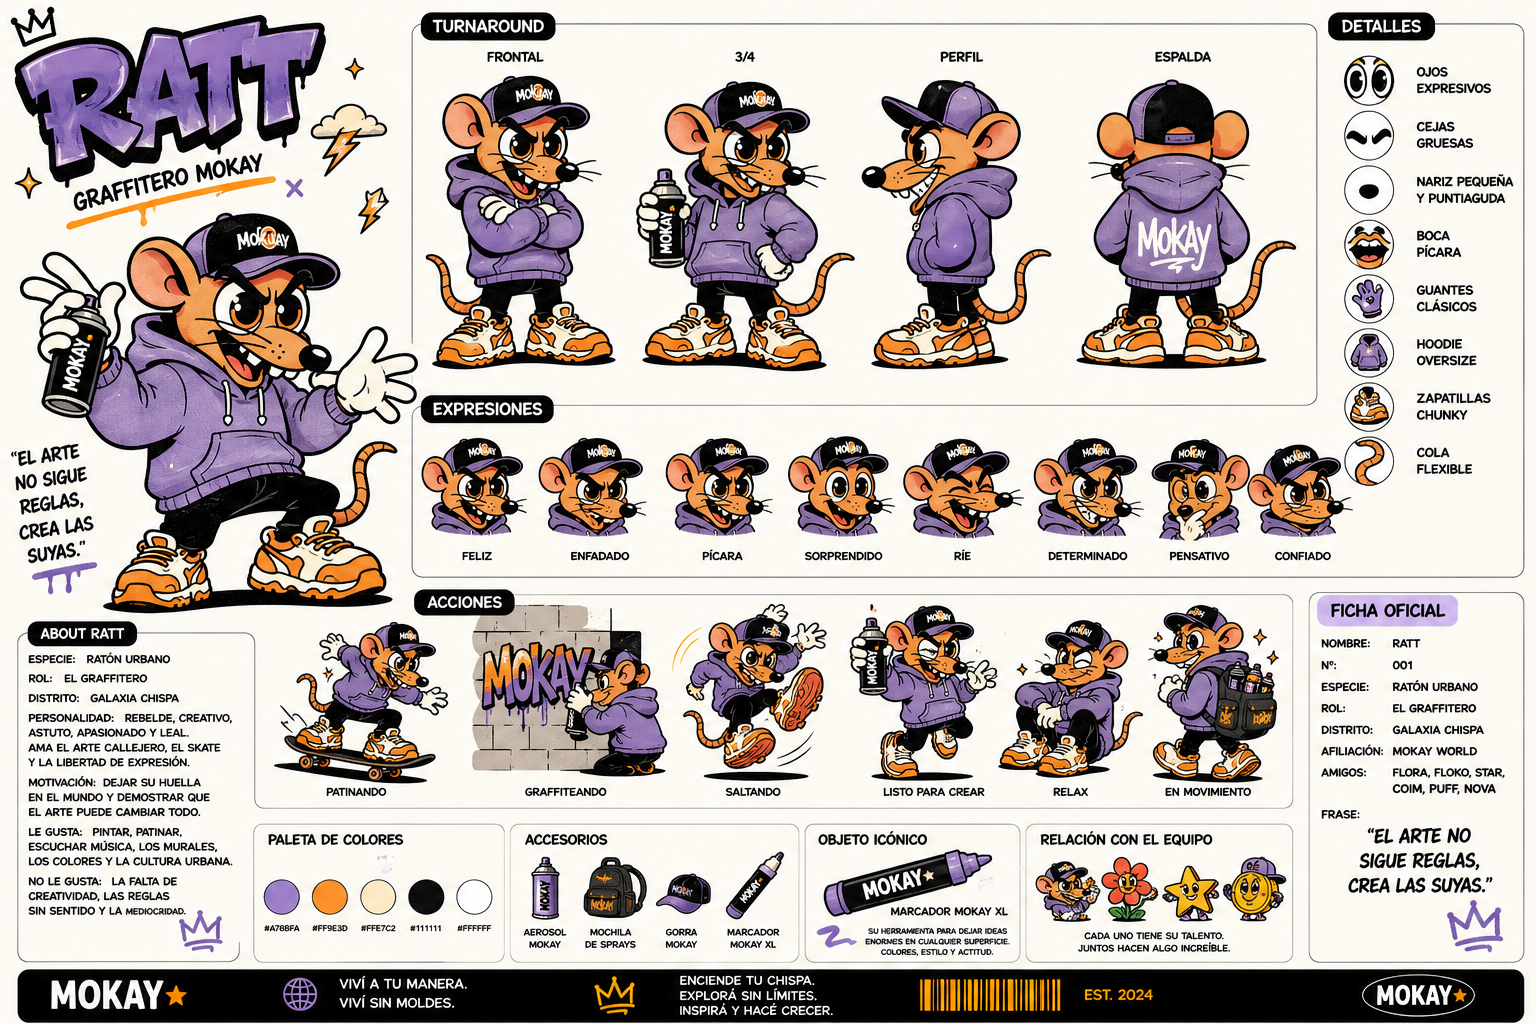 RATT
GRAFFITERO MOKAY
MOKAY
MOKAY
"EL ARTE
NO SIGUE
REGLAS,
CREA LAS
SUYAS."
TURNAROUND
FRONTAL
3/4
PERFIL
ESPALDA
MOKAY
MOKAY
MOKAY
MOKAY
DETALLES
OJOS
EXPRESIVOS
CEJAS
GRUESAS
NARIZ PEQUEÑA
Y PUNTIAGUDA
BOCA
PÍCARA
GUANTES
CLÁSICOS
HOODIE
OVERSIZE
ZAPATILLAS
CHUNKY
COLA
FLEXIBLE
EXPRESIONES
FELIZ
ENFADADO
PÍCARA
SORPRENDIDO
RÍE
DETERMINADO
PENSATIVO
CONFIADO
ABOUT RATT
ESPECIE: RATÓN URBANO
ROL: EL GRAFFITERO
DISTRITO: GALAXIA CHISPA
PERSONALIDAD: REBELDE, CREATIVO,
ASTUTO, APASIONADO Y LEAL.
AMA EL ARTE CALLEJERO, EL SKATE
Y LA LIBERTAD DE EXPRESIÓN.
MOTIVACIÓN: DEJAR SU HUELLA
EN EL MUNDO Y DEMOSTRAR QUE
EL ARTE PUEDE CAMBIAR TODO.
LE GUSTA: PINTAR, PATINAR,
ESCUCHAR MÚSICA, LOS MURALES,
LOS COLORES Y LA CULTURA URBANA.
NO LE GUSTA: LA FALTA DE
CREATIVIDAD, LAS REGLAS
SIN SENTIDO Y LA MEDIOCRIDAD.
ACCIONES
MOKAY
MOKAY
PATINANDO
GRAFFITEANDO
SALTANDO
LISTO PARA CREAR
RELAX
EN MOVIMIENTO
FICHA OFICIAL
NOMBRE: RATT
Nº: 001
ESPECIE: RATÓN URBANO
ROL: EL GRAFFITERO
DISTRITO: GALAXIA CHISPA
AFILIACIÓN: MOKAY WORLD
AMIGOS: FLORA, FLOKO, STAR,
COIM, PUFF, NOVA
FRASE:
"EL ARTE NO
SIGUE REGLAS,
CREA LAS SUYAS."
PALETA DE COLORES
#A78BFA
#FF9E3D
#FFE7C2
#111111
#FFFFFF
ACCESORIOS
MOKAY
MOKAY
AEROSOL
MOKAY
MOCHILA
DE SPRAYS
GORRA
MOKAY
MARCADOR
MOKAY XL
OBJETO ICÓNICO
MOKAY
MARCADOR MOKAY XL
SU HERRAMIENTA PARA DEJAR IDEAS
ENORMES EN CUALQUIER SUPERFICIE.
COLORES, ESTILO Y ACTITUD.
RELACIÓN CON EL EQUIPO
CADA UNO TIENE SU TALENTO.
JUNTOS HACEN ALGO INCREÍBLE.
MOKAY
VIVÍ A TU MANERA.
VIVÍ SIN MOLDES.
ENCIENDE TU CHISPA.
EXPLORÁ SIN LÍMITES.
INSPIRÁ Y HACÉ CRECER.
EST. 2024
MOKAY